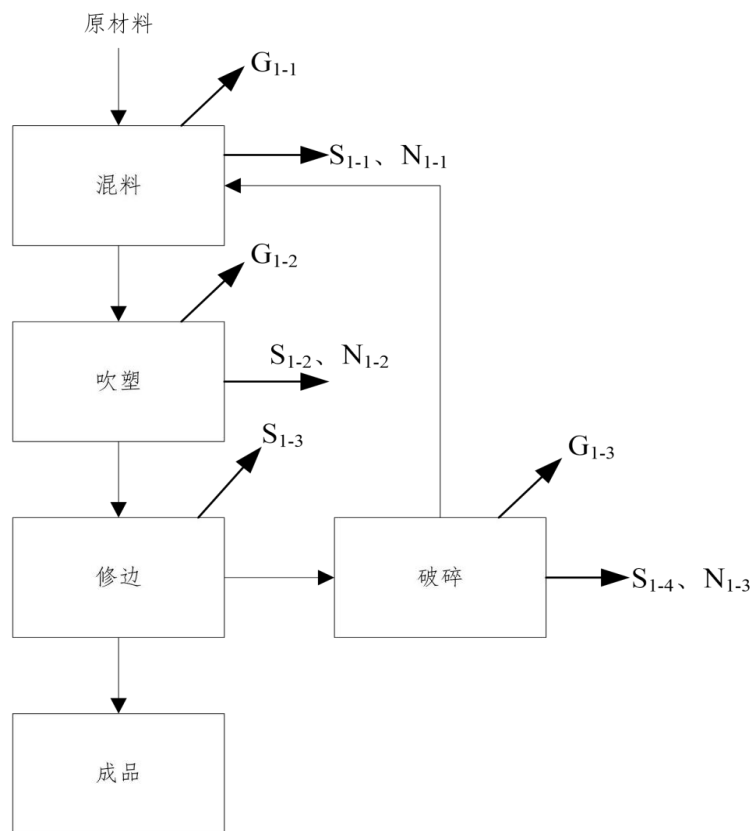 原材料
G1-1
S1-1、N1-1
混料
G1-2
S1-2、N1-2
吹塑
S1-3
G1-3
修边
破碎
S1-4、N1-3
成品